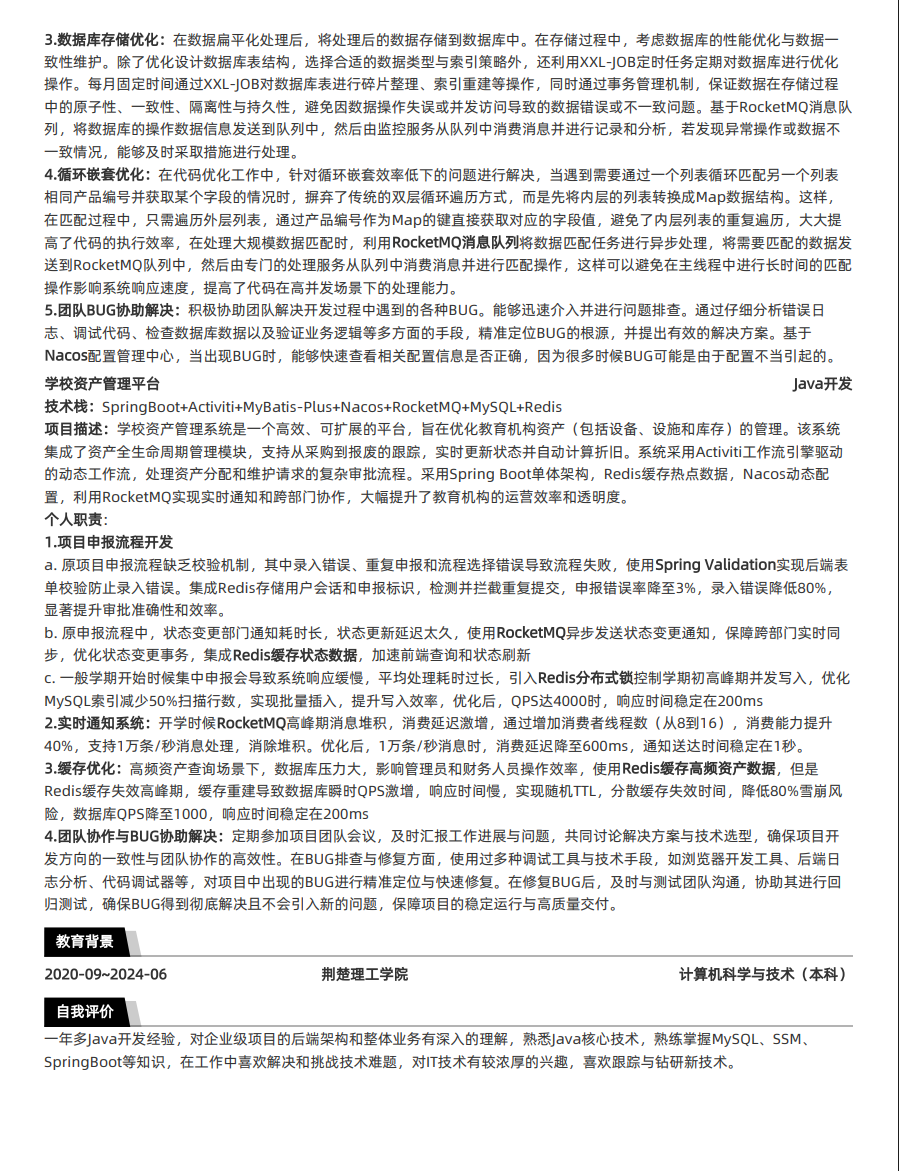 3.数据库存储优化：在数据扁平化处理后，将处理后的数据存储到数据库中。在存储过程中，考虑数据库的性能优化与数据一
致性维护。除了优化设计数据库表结构，选择合适的数据类型与索引策略外，还利用XXL-JOB定时任务定期对数据库进行优化
操作。每月固定时间通过XXL-JOB对数据库表进行碎片整理、索引重建等操作，同时通过事务管理机制，保证数据在存储过程
中的原子性、一致性、隔离性与持久性，避免因数据操作失误或并发访问导致的数据错误或不一致问题。基于RocketMQ消息队
列，将数据库的操作数据信息发送到队列中，然后由监控服务从队列中消费消息并进行记录和分析，若发现异常操作或数据不
一致情况，能够及时采取措施进行处理。
4.循环嵌套优化：在代码优化工作中，针对循环嵌套效率低下的问题进行解决，当遇到需要通过一个列表循环匹配另一个列表
相同产品编号并获取某个字段的情况时，摒弃了传统的双层循环遍历方式，而是先将内层的列表转换成Map数据结构。这样，
在匹配过程中，只需遍历外层列表，通过产品编号作为Map的键直接获取对应的字段值，避免了内层列表的重复遍历，大大提
高了代码的执行效率，在处理大规模数据匹配时，利用RocketMQ消息队列将数据匹配任务进行异步处理，将需要匹配的数据发
送到RocketMQ队列中，然后由专门的处理服务从队列中消费消息并进行匹配操作，这样可以避免在主线程中进行长时间的匹配
操作影响系统响应速度，提高了代码在高并发场景下的处理能力。
5.团队BUG协助解决：积极协助团队解决开发过程中遇到的各种BUG。能够迅速介入并进行问题排查。通过仔细分析错误日
志、调试代码、检查数据库数据以及验证业务逻辑等多方面的手段，精准定位BUG的根源，并提出有效的解决方案。基于
Nacos配置管理中心，当出现BUG时，能够快速查看相关配置信息是否正确，因为很多时候BUG可能是由于配置不当引起的。
学校资产管理平台 Java开发
技术栈：SpringBoot+Activiti+MyBatis-Plus+Nacos+RocketMQ+MySQL+Redis
项目描述：学校资产管理系统是一个高效、可扩展的平台，旨在优化教育机构资产（包括设备、设施和库存）的管理。该系统
集成了资产全生命周期管理模块，支持从采购到报废的跟踪，实时更新状态并自动计算折旧。系统采用Activiti工作流引擎驱动
的动态工作流，处理资产分配和维护请求的复杂审批流程。采用Spring Boot单体架构，Redis缓存热点数据，Nacos动态配
置，利用RocketMQ实现实时通知和跨部门协作，大幅提升了教育机构的运营效率和透明度。
个人职责：
1.项目申报流程开发
a. 原项目申报流程缺乏校验机制，其中录入错误、重复申报和流程选择错误导致流程失败，使用Spring Validation实现后端表
单校验防止录入错误。集成Redis存储用户会话和申报标识，检测并拦截重复提交，申报错误率降至3%，录入错误降低80%，
显著提升审批准确性和效率。
b. 原申报流程中，状态变更部门通知耗时长，状态更新延迟太久，使用RocketMQ异步发送状态变更通知，保障跨部门实时同
步，优化状态变更事务，集成Redis缓存状态数据，加速前端查询和状态刷新
c. 一般学期开始时候集中申报会导致系统响应缓慢，平均处理耗时过长，引入Redis分布式锁控制学期初高峰期并发写入，优化
MySQL索引减少50%扫描行数，实现批量插入，提升写入效率，优化后，QPS达4000时，响应时间稳定在200ms
2.实时通知系统：开学时候RocketMQ高峰期消息堆积，消费延迟激增，通过增加消费者线程数（从8到16），消费能力提升
40%，支持1万条/秒消息处理，消除堆积。优化后，1万条/秒消息时，消费延迟降至600ms，通知送达时间稳定在1秒。
3.缓存优化：高频资产查询场景下，数据库压力大，影响管理员和财务人员操作效率，使用Redis缓存高频资产数据，但是
Redis缓存失效高峰期，缓存重建导致数据库瞬时QPS激增，响应时间慢，实现随机TTL，分散缓存失效时间，降低80%雪崩风
险，数据库QPS降至1000，响应时间稳定在200ms
4.团队协作与BUG协助解决：定期参加项目团队会议，及时汇报工作进展与问题，共同讨论解决方案与技术选型，确保项目开
发方向的一致性与团队协作的高效性。在BUG排查与修复方面，使用过多种调试工具与技术手段，如浏览器开发工具、后端日
志分析、代码调试器等，对项目中出现的BUG进行精准定位与快速修复。在修复BUG后，及时与测试团队沟通，协助其进行回
归测试，确保BUG得到彻底解决且不会引入新的问题，保障项目的稳定运行与高质量交付。
教育背景
2020-09~2024-06 荆楚理工学院 计算机科学与技术（本科）
自我评价
一年多Java开发经验，对企业级项目的后端架构和整体业务有深入的理解，熟悉Java核心技术，熟练掌握MySQL、SSM、
SpringBoot等知识，在工作中喜欢解决和挑战技术难题，对IT技术有较浓厚的兴趣，喜欢跟踪与钻研新技术。